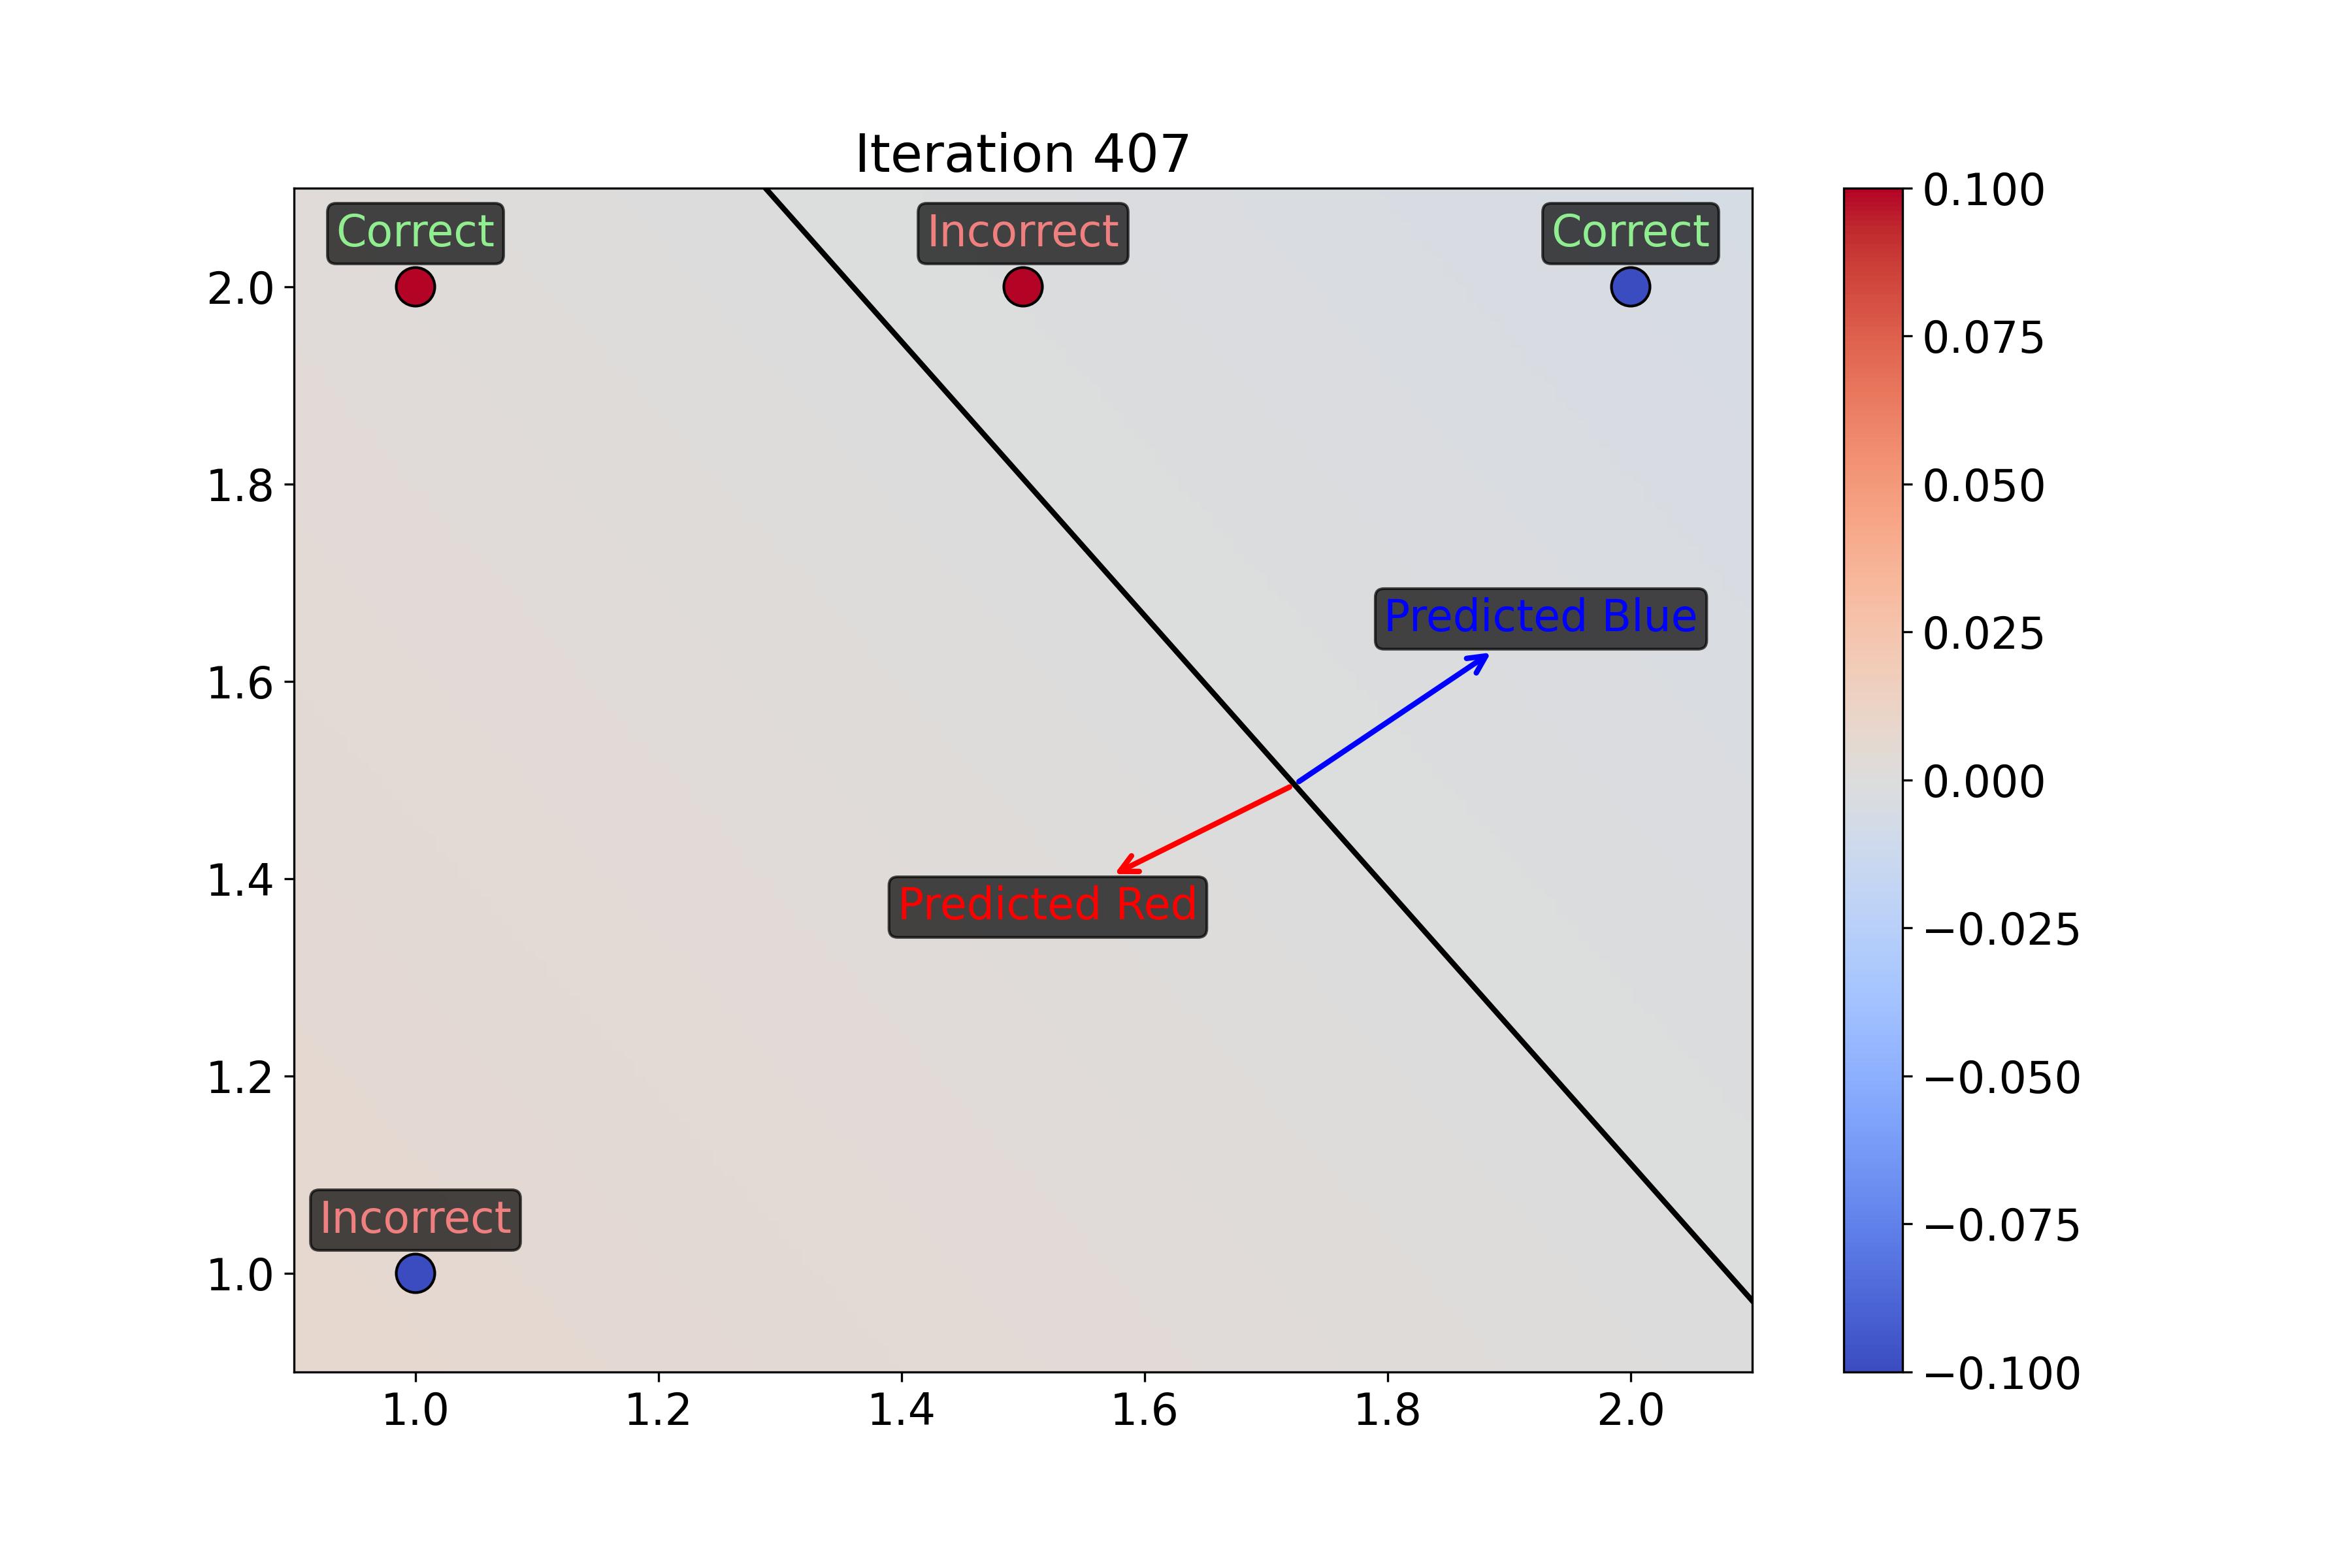 Iteration 407
Correct
Incorrect
Correct
Predicted Blue
Predicted Red
Incorrect
2.0
1.8
1.6
1.4
1.2
1.0
1.0 1.2 1.4 1.6 1.8 2.0
0.100
0.075
0.050
0.025
0.000
−0.025
−0.050
−0.075
−0.100